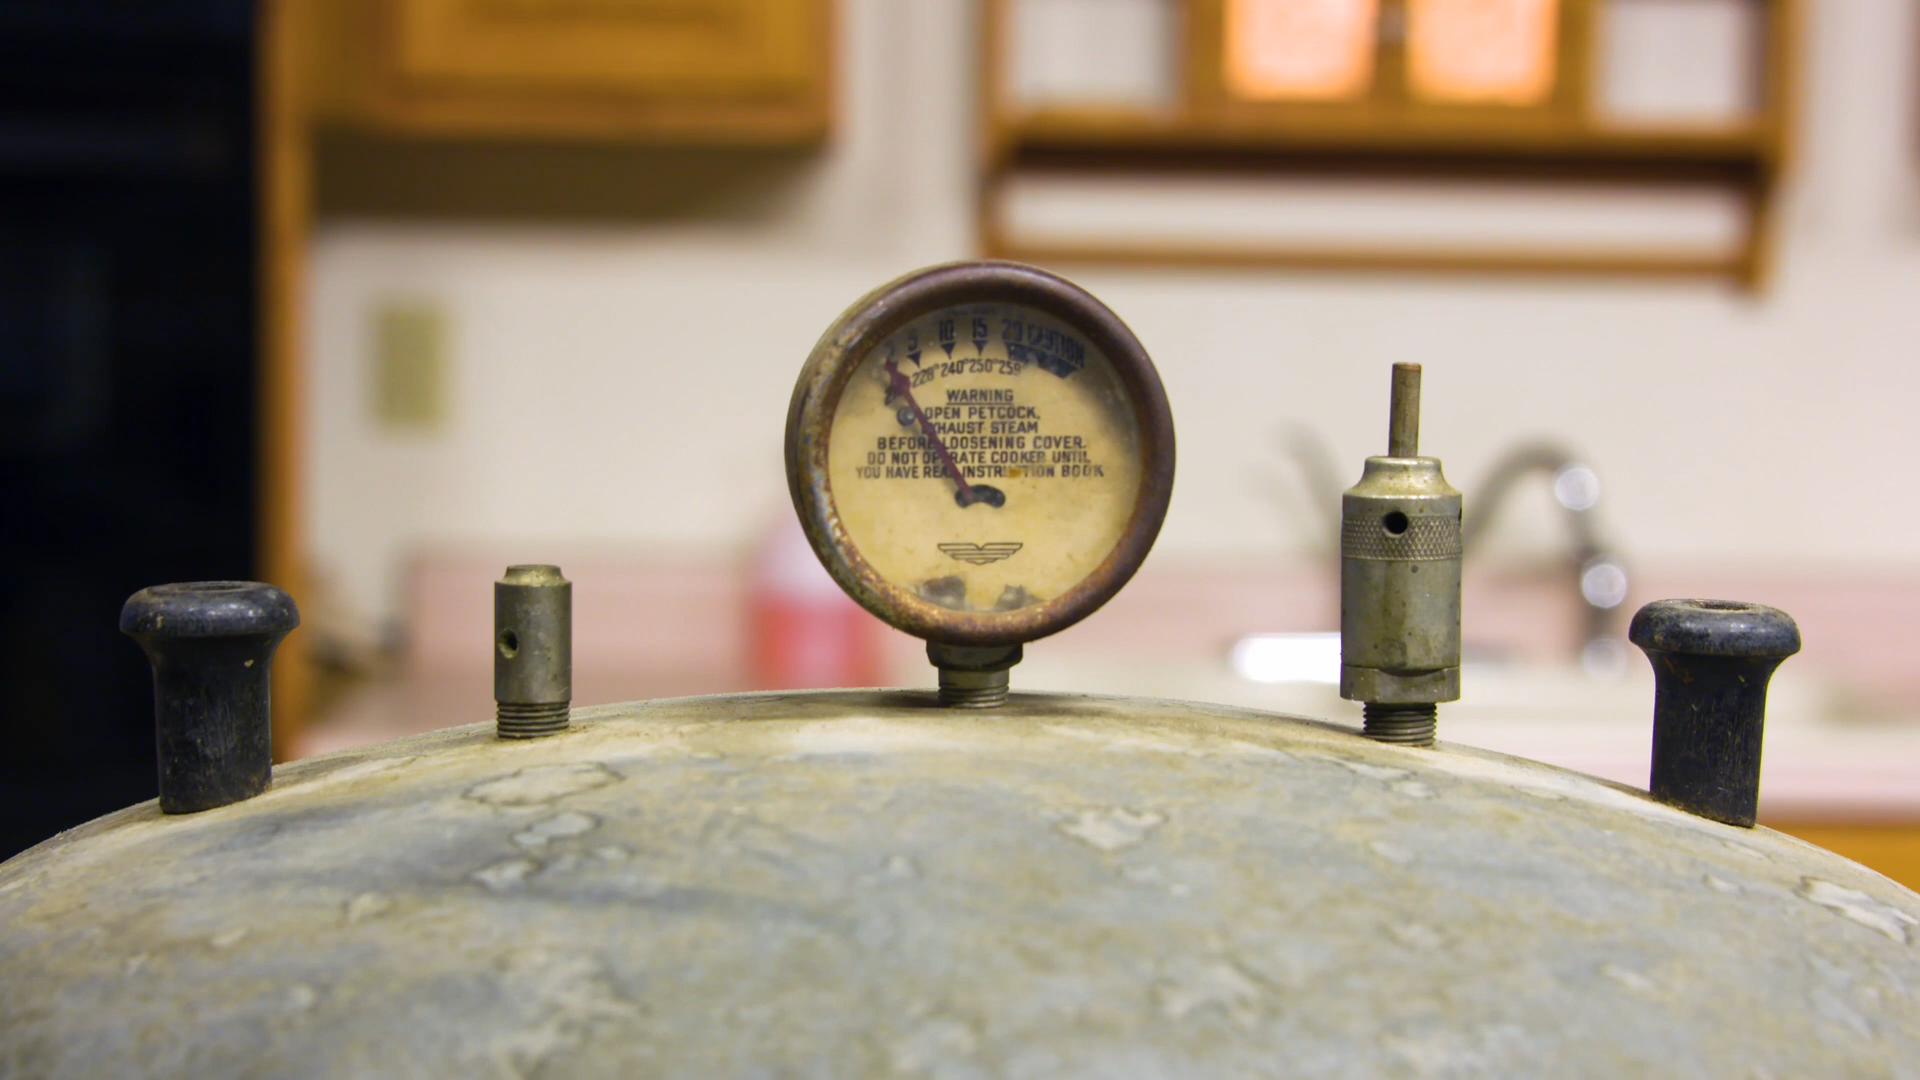 5 10 15 20 CAUTION
228° 240° 250° 259°
WARNING
OPEN PETCOCK,
EXHAUST STEAM
BEFORE LOOSENING COVER.
DO NOT OPERATE COOKER UNTIL
YOU HAVE READ INSTRUCTION BOOK